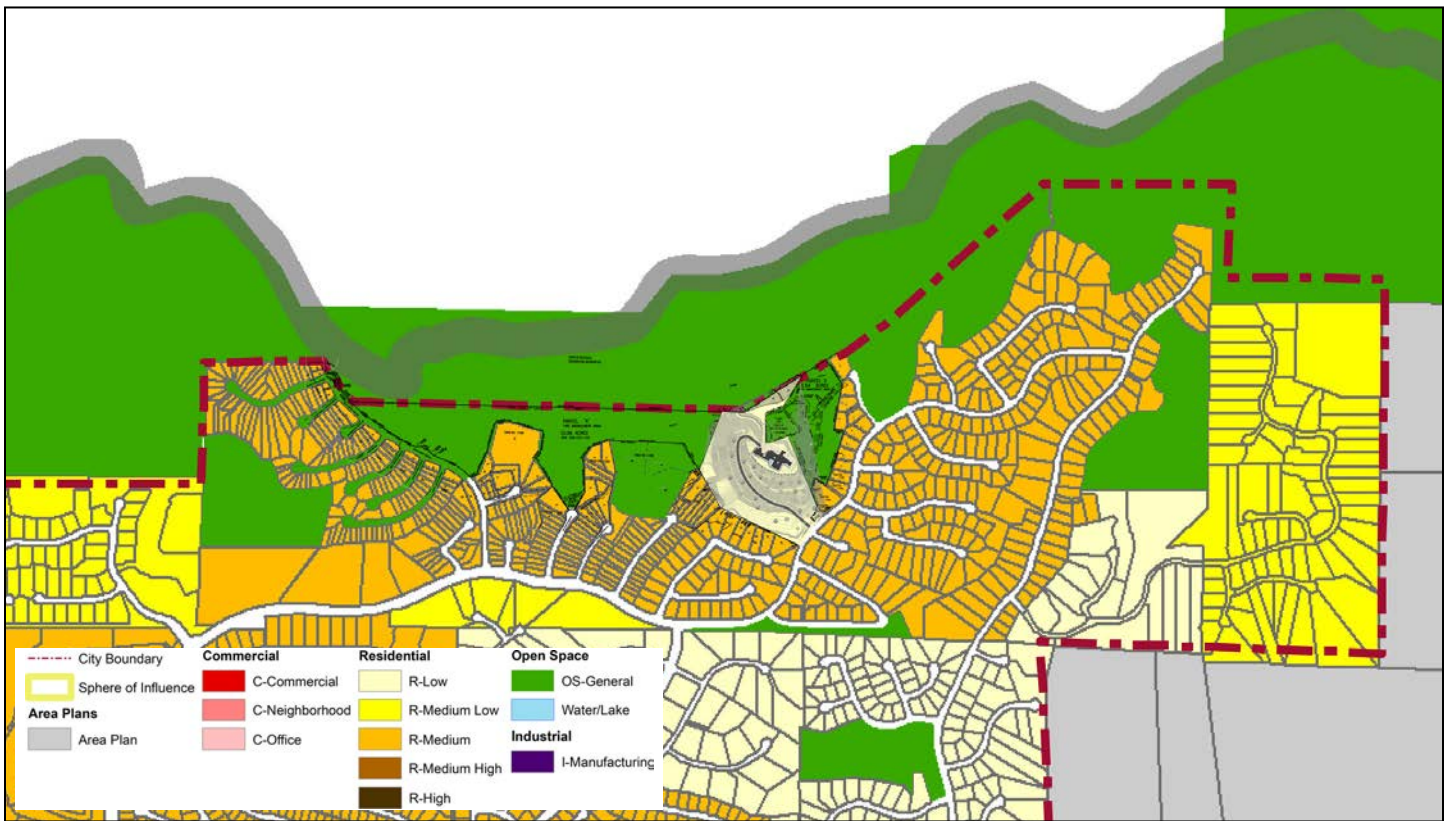 City Boundary
Sphere of Influence
Area Plans
Area Plan
Commercial
C-Commercial
C-Neighborhood
C-Office
Residential
R-Low
R-Medium Low
R-Medium
R-Medium High
R-High
Open Space
OS-General
Water/Lake
Industrial
I-Manufacturing